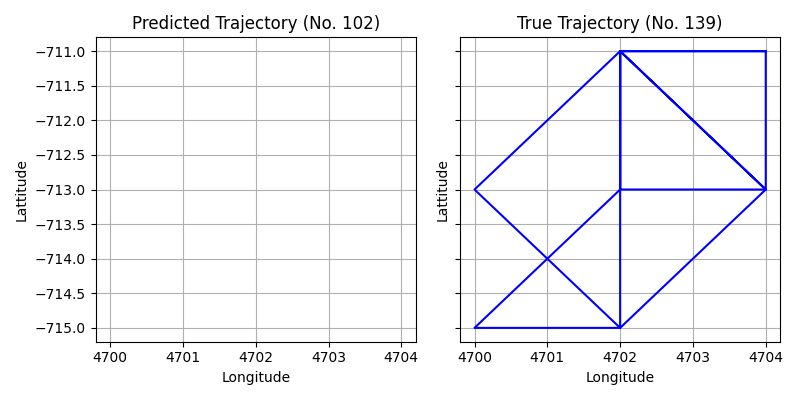 Predicted Trajectory (No. 102)
True Trajectory (No. 139)
−711.0
−711.5
−712.0
−712.5
−713.0
−713.5
−714.0
−714.5
−715.0
Lattitude
Lattitude
4700 4701 4702 4703 4704
4700 4701 4702 4703 4704
Longitude
Longitude